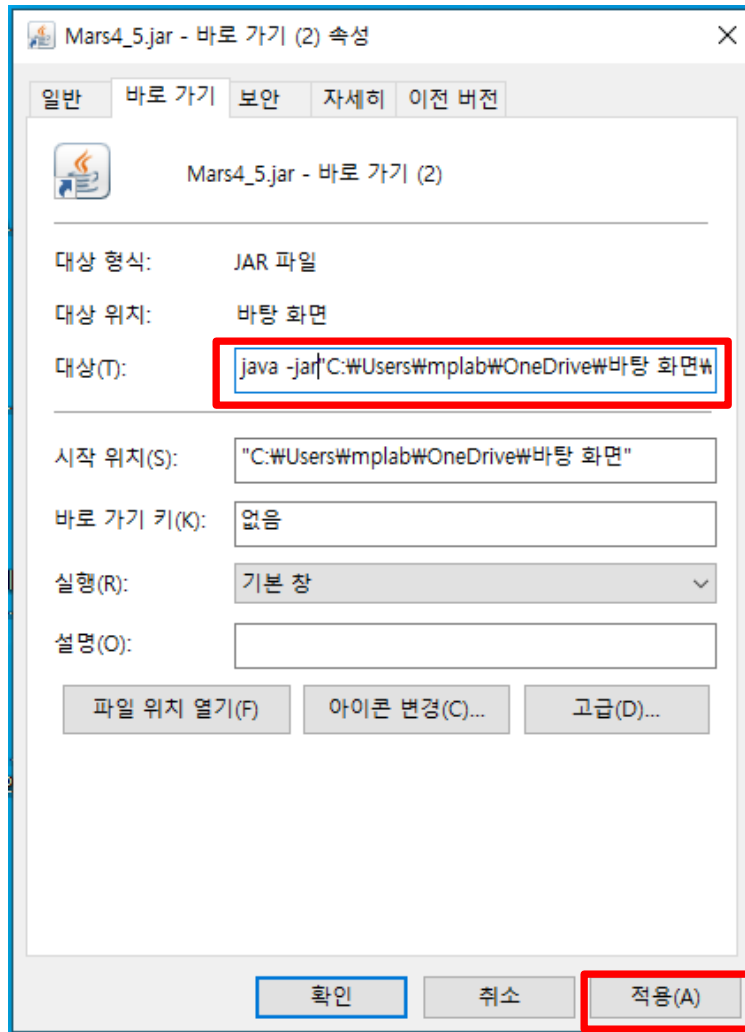 Mars4_5.jar - 바로 가기 (2) 속성
일반 바로 가기 보안 자세히 이전 버전
Mars4_5.jar - 바로 가기 (2)
대상 형식: JAR 파일
대상 위치: 바탕 화면
대상(T): java -jar"C:₩Users₩mplab₩OneDrive₩바탕 화면₩
시작 위치(S): "C:₩Users₩mplab₩OneDrive₩바탕 화면"
바로 가기 키(K): 없음
실행(R): 기본 창
설명(O):
파일 위치 열기(F) 아이콘 변경(C)... 고급(D)...
확인 취소 적용(A)